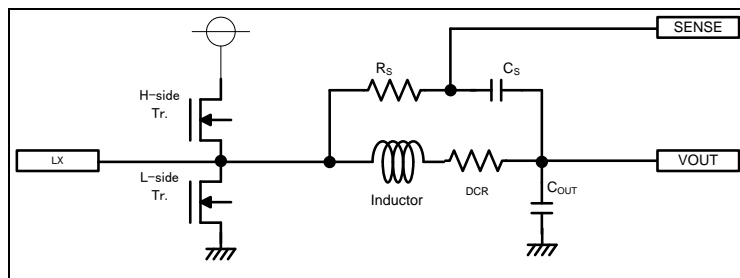 SENSE
RS
CS
H-side
Tr.
LX
VOUT
L-side
Tr.
Inductor
DCR
COUT